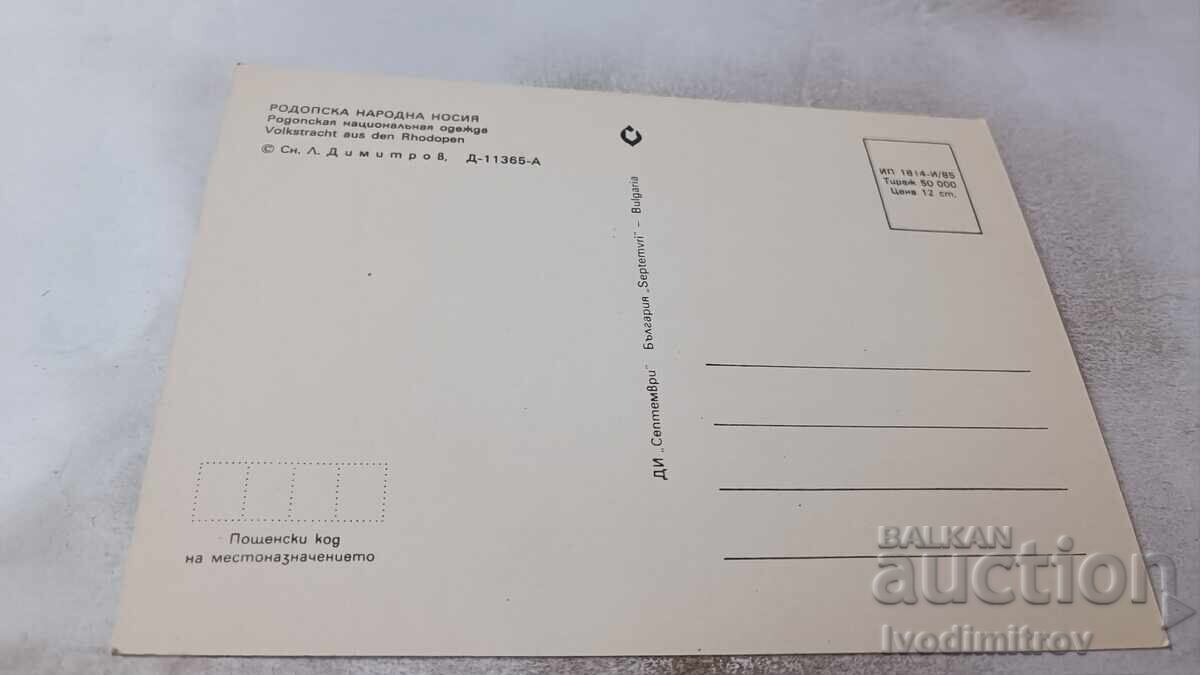 РОДОПСКА НАРОДНА НОСИЯ
Родопская национальная одежда
Volkstracht aus den Rhodopen
© Сн. Л. Димитров, Д-11365-А
ДИ „Септември" България „Septemvri" – Bulgaria
ИП 1814-И/85
Тираж 50 000
Цена 12 ст.
Пощенски код
на местоназначението
BALKAN
auction
Ivodimitrov